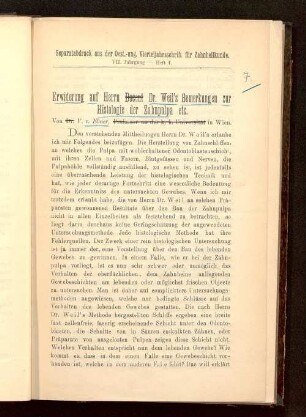 Separatabdruck aus der Oest.-ung. Vierteljahrsschrift für Zahnheilkunde.
VII. Jahrgang — Heft I.
7.
Erwiderung auf Herrn Docent Dr. Weil's Bemerkungen zur
Histologie der Zahnpulpa etc.
Von Dr. V. v. Ebner, Professor an der k. k. Universität in Wien.
Den vorstehenden Mittheilungen Herrn Dr. Weil's erlaube ich
mir Folgendes beizufügen. Die Herstellung von Zahnschliffen, an
welchen die Pulpa mit wohlerhaltener Odontoblastenschicht,
mit ihren Zellen und Fasern, Blutgefässen und Nerven, die
Pulpahöhle vollständig ausfüllend, zu sehen ist, ist jedenfalls
eine interessante Leistung der histologischen Technik und
hat, wie jeder derartige Fortschritt eine wesentliche Bedeutung für
die Erkenntniss des untersuchten Gewebes. Wenn ich mir
nun erlaubte, die von Herrn Dr. Weil an solchen Prä-
paraten gewonnenen Befunde über den Bau der Zahnpulpa
nicht in allen Einzelheiten als feststehend zu betrachten, so
liegt darin durchaus keine Geringschätzung der angewendeten
Untersuchungsmethode. Jede histologische Methode hat ihre
Fehlerquellen. Der Zweck einer rein histologischen Untersuchung
ist immer der, eine Vorstellung über den Bau des lebenden
Gewebes zu gewinnen. In einem Falle, wie er bei der Zahn-
pulpa vorliegt, ist es nun sehr schwer oder unmöglich, das
Verhalten der oberflächlichen, dem Zahnbeine anliegenden
Gewebsschichten am lebenden oder möglichst frischen Objecte
zu untersuchen. Man ist daher auf complicirtere Untersuchungs-
methoden angewiesen, welche nur haltbare Schlüsse auf das
Verhalten des lebenden Gewebes gestatten. Die nach Herrn
Dr. Weil's Methode hergestellten Schliffe ergeben eine breite
fast zellenfreie, faserig erscheinende Schicht unter den Odonto-
blasten; die Schnitte von in Säuren entkalkten Zähnen, oder
Präparate von ausgelösten Pulpen zeigen diese Schicht nicht.
Welches Verhalten entspricht nun dem lebenden Gewebe? Wie
kommt es, dass in dem einen Falle eine Gewebsschicht vor-
handen ist, welche in dem anderen Falle fehlt? Das will erklärt